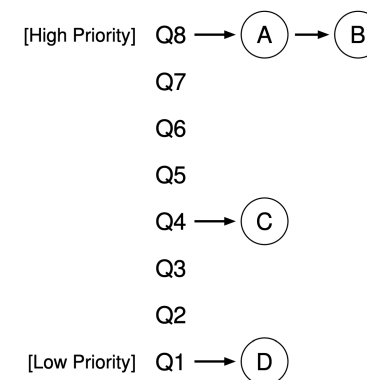 [High Priority] Q8 A B
Q7
Q6
Q5
Q4 C
Q3
Q2
[Low Priority] Q1 D